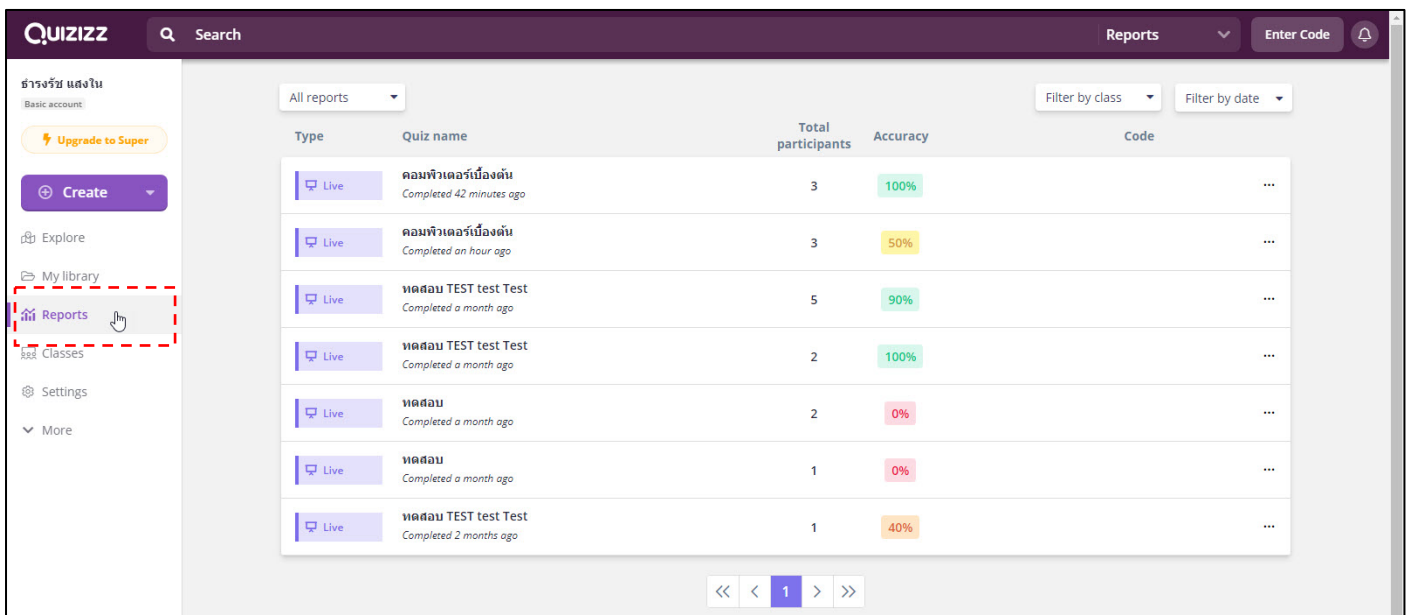 QUIZIZZ
Search
Reports
Enter Code
ธำรงรัช แสงใน
Basic account
Upgrade to Super
Create
Explore
My library
Reports
Classes
Settings
More
All reports
Filter by class
Filter by date
Type
Quiz name
Total participants
Accuracy
Code
Live
คอมพิวเตอร์เบื้องต้น
Completed 42 minutes ago
3
100%
...
Live
คอมพิวเตอร์เบื้องต้น
Completed an hour ago
3
50%
...
Live
ทดสอบ TEST test Test
Completed a month ago
5
90%
...
Live
ทดสอบ TEST test Test
Completed a month ago
2
100%
...
Live
ทดสอบ
Completed a month ago
2
0%
...
Live
ทดสอบ
Completed a month ago
1
0%
...
Live
ทดสอบ TEST test Test
Completed 2 months ago
1
40%
...
<< < 1 > >>